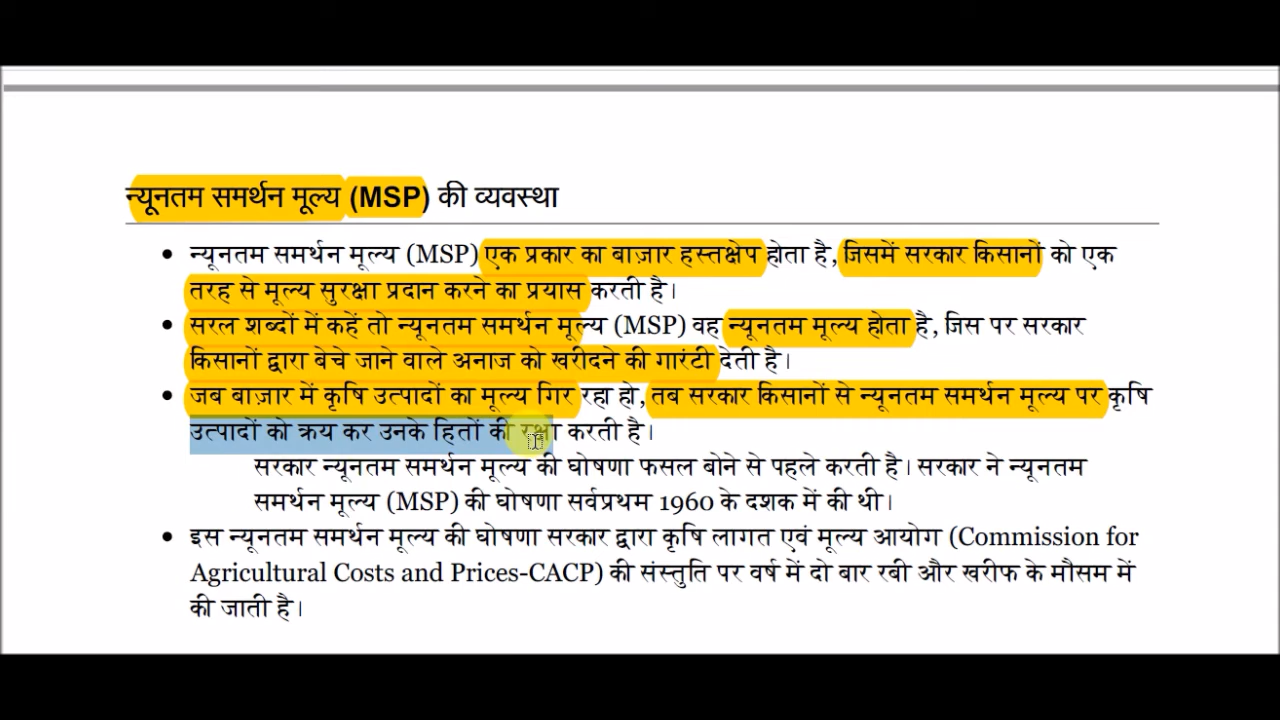 न्यूनतम समर्थन मूल्य (MSP) की व्यवस्था
• न्यूनतम समर्थन मूल्य (MSP) एक प्रकार का बाज़ार हस्तक्षेप होता है, जिसमें सरकार किसानों को एक
तरह से मूल्य सुरक्षा प्रदान करने का प्रयास करती है।
• सरल शब्दों में कहें तो न्यूनतम समर्थन मूल्य (MSP) वह न्यूनतम मूल्य होता है, जिस पर सरकार
किसानों द्वारा बेचे जाने वाले अनाज को खरीदने की गारंटी देती है।
• जब बाज़ार में कृषि उत्पादों का मूल्य गिर रहा हो, तब सरकार किसानों से न्यूनतम समर्थन मूल्य पर कृषि
उत्पादों को क्रय कर उनके हितों की रक्षा करती है।
सरकार न्यूनतम समर्थन मूल्य की घोषणा फसल बोने से पहले करती है। सरकार ने न्यूनतम
समर्थन मूल्य (MSP) की घोषणा सर्वप्रथम 1960 के दशक में की थी।
• इस न्यूनतम समर्थन मूल्य की घोषणा सरकार द्वारा कृषि लागत एवं मूल्य आयोग (Commission for
Agricultural Costs and Prices-CACP) की संस्तुति पर वर्ष में दो बार रबी और खरीफ के मौसम में
की जाती है।